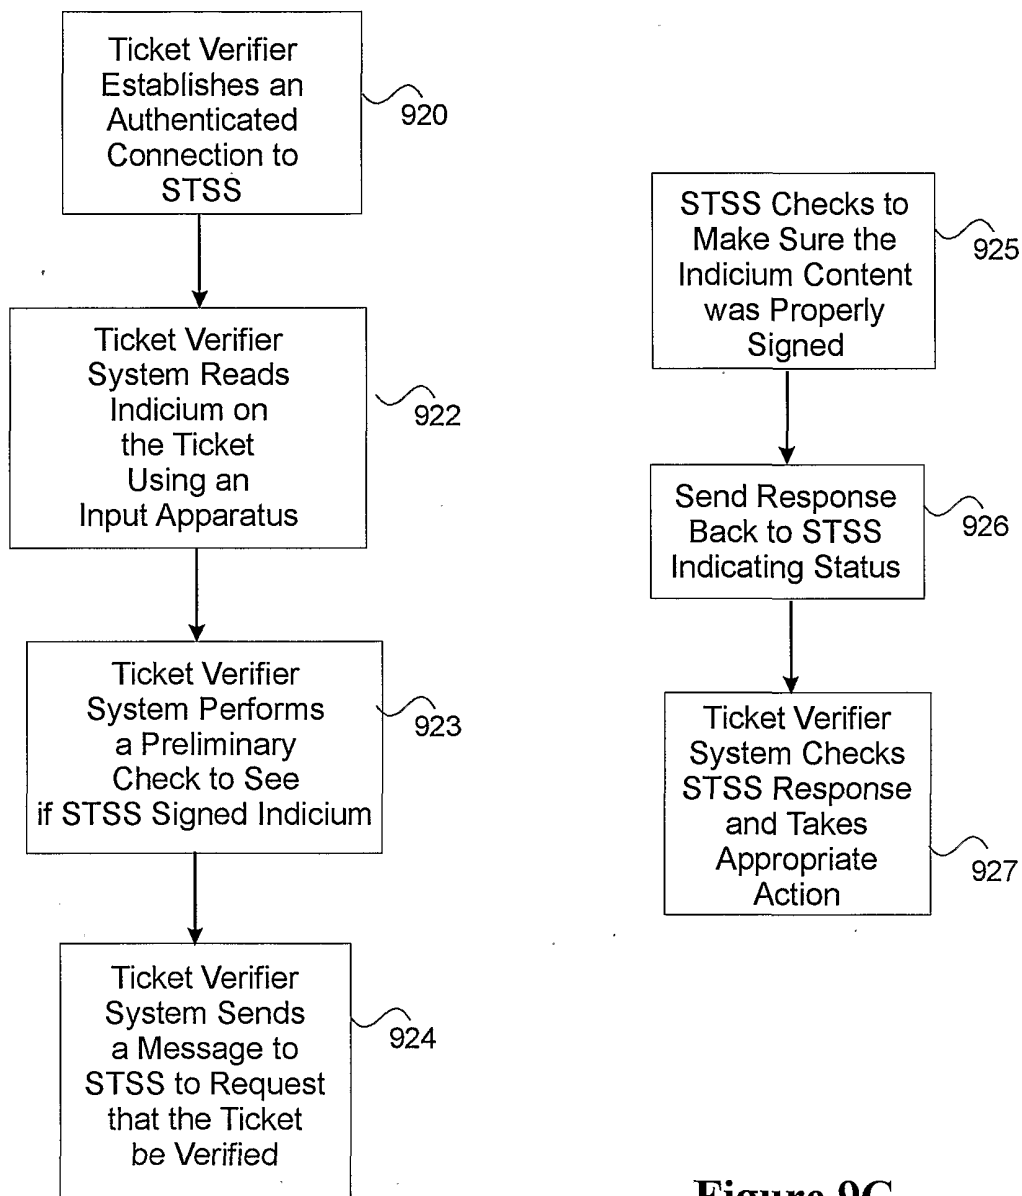 Ticket Verifier
Establishes an
Authenticated
Connection to
STSS
920
Ticket Verifier
System Reads
Indicium on
the Ticket
Using an
Input Apparatus
922
Ticket Verifier
System Performs
a Preliminary
Check to See
if STSS Signed Indicium
923
Ticket Verifier
System Sends
a Message to
STSS to Request
that the Ticket
be Verified
924
STSS Checks to
Make Sure the
Indicium Content
was Properly
Signed
925
Send Response
Back to STSS
Indicating Status
926
Ticket Verifier
System Checks
STSS Response
and Takes
Appropriate
Action
927
Figure 9C